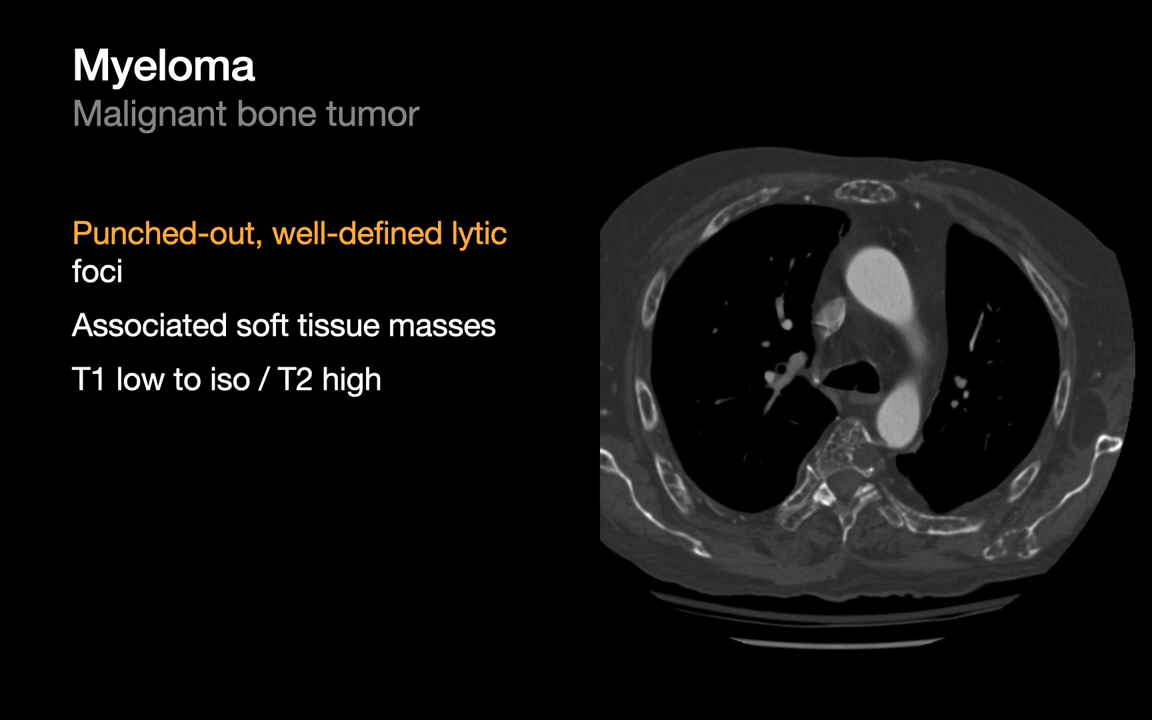 Myeloma
Malignant bone tumor
Punched-out, well-defined lytic
foci
Associated soft tissue masses
T1 low to iso / T2 high